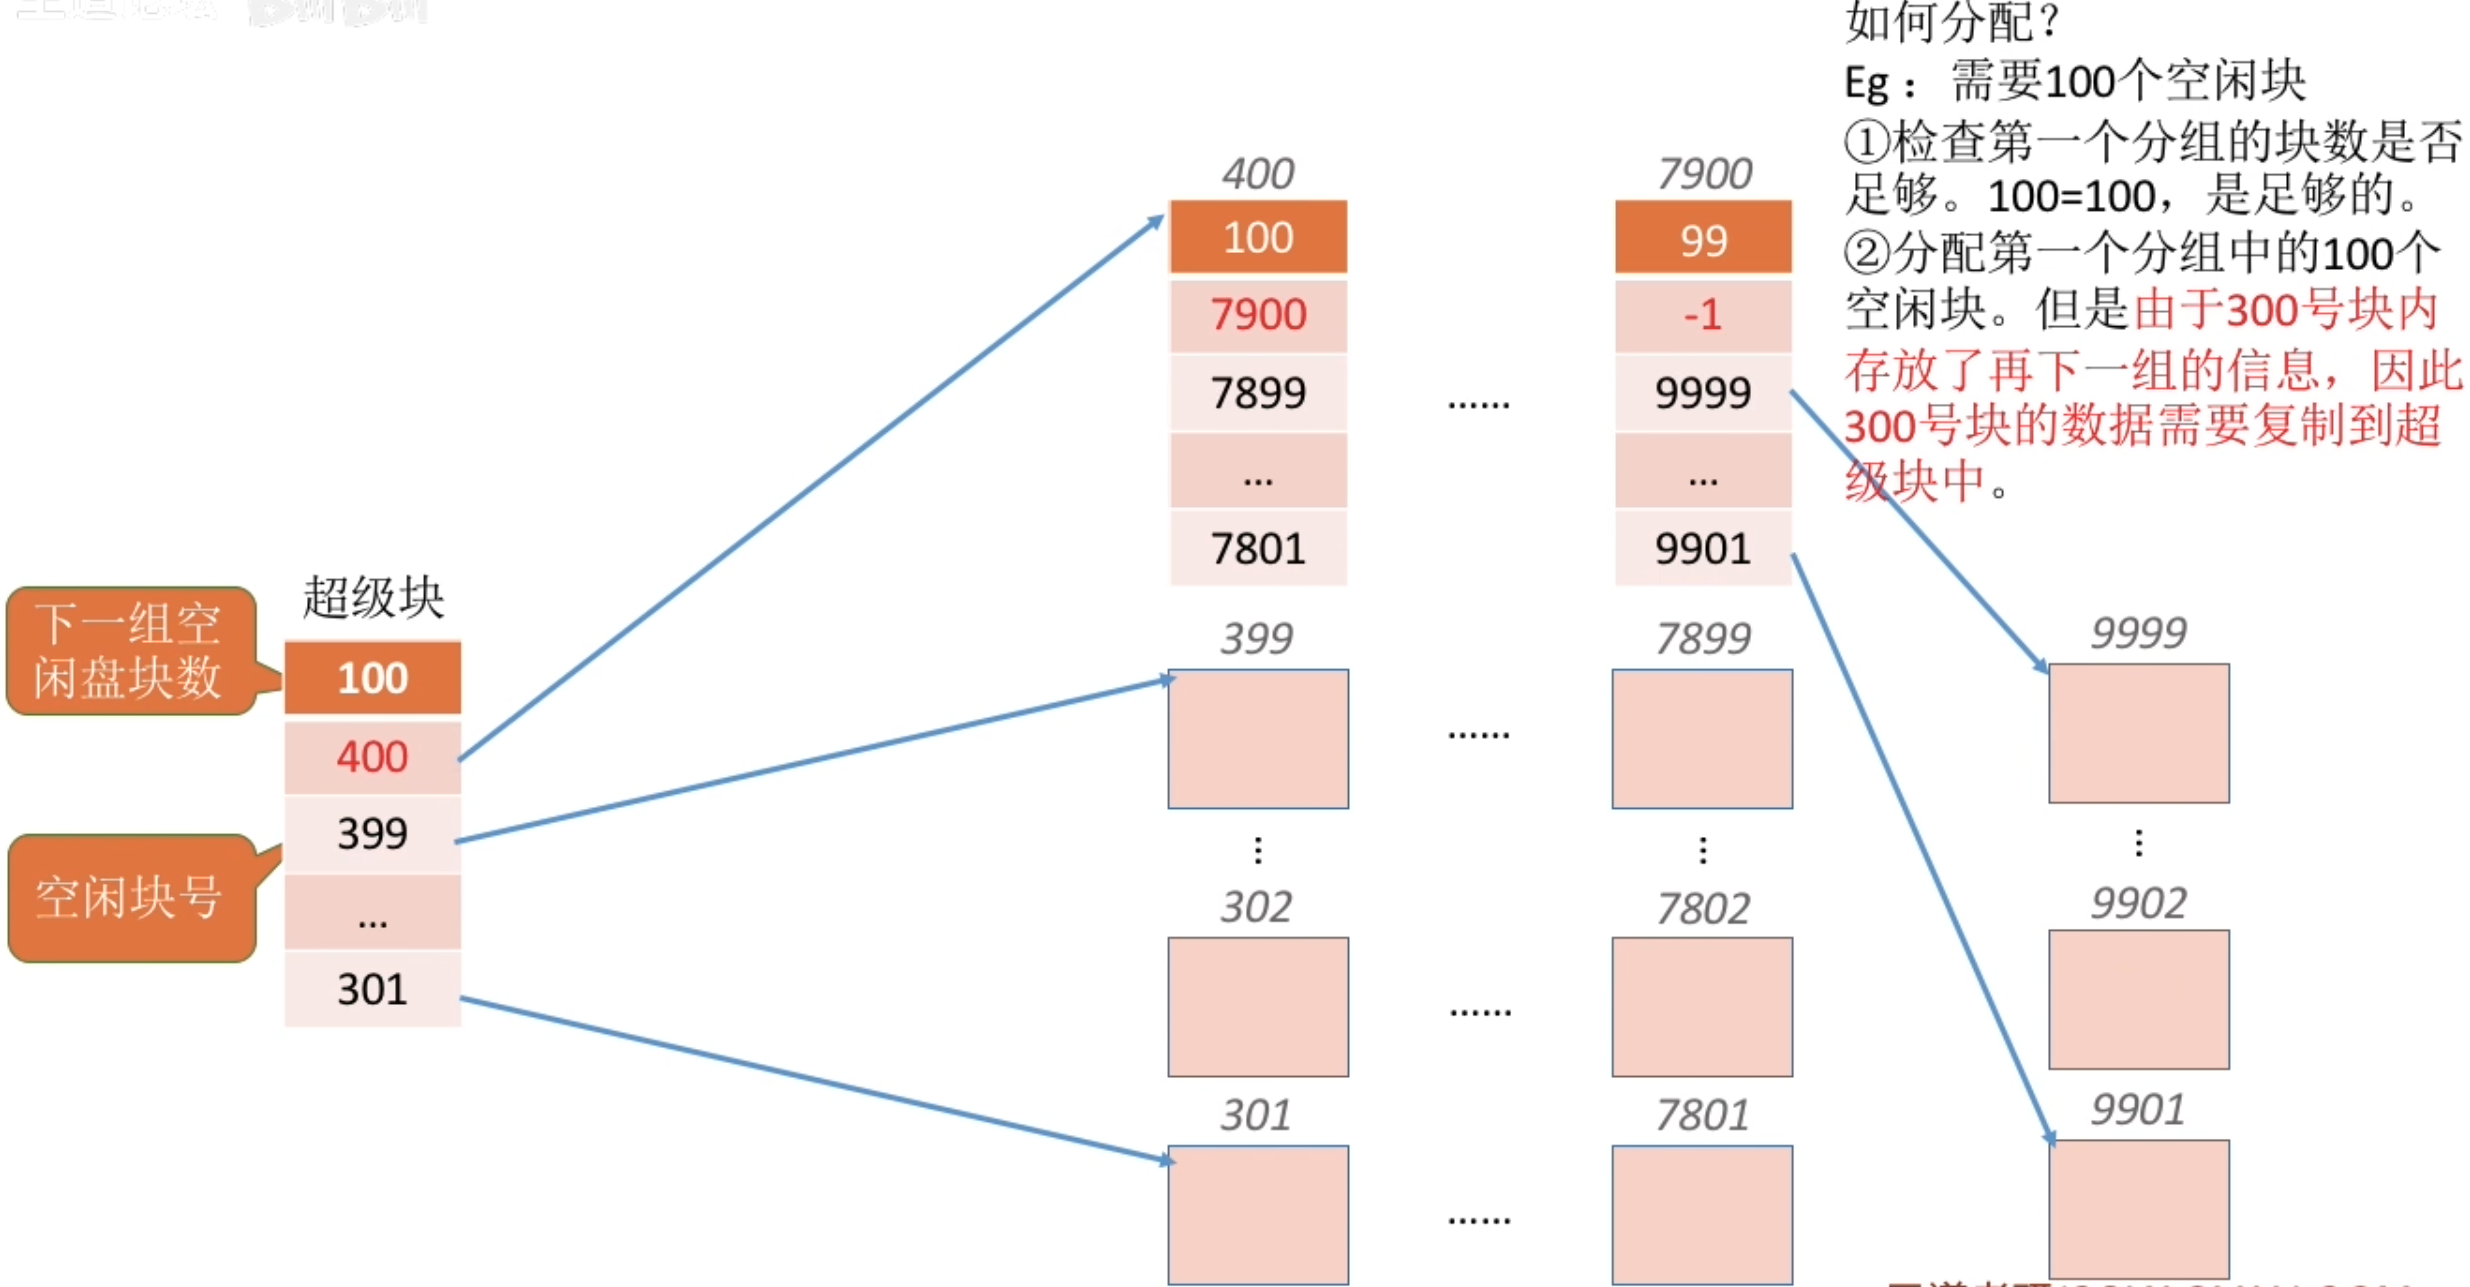 如何分配？
Eg：需要100个空闲块
①检查第一个分组的块数是否
足够。100=100，是足够的。
②分配第一个分组中的100个
空闲块。但是由于300号块内
存放了再下一组的信息，因此
300号块的数据需要复制到超
级块中。
400
100
7900
7899
...
7801
......
7900
99
-1
9999
...
9901
超级块
下一组空
闲盘块数
100
400
399
...
301
空闲块号
399
......
7899
9999
...
...
...
302
......
7802
9902
301
......
7801
9901